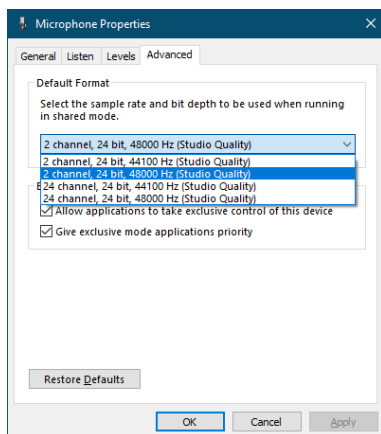 Microphone Properties
General Listen Levels Advanced
Default Format
Select the sample rate and bit depth to be used when running
in shared mode.
2 channel, 24 bit, 48000 Hz (Studio Quality)
2 channel, 24 bit, 44100 Hz (Studio Quality)
2 channel, 24 bit, 48000 Hz (Studio Quality)
24 channel, 24 bit, 44100 Hz (Studio Quality)
24 channel, 24 bit, 48000 Hz (Studio Quality)
Allow applications to take exclusive control of this device
Give exclusive mode applications priority
Restore Defaults
OK Cancel Apply